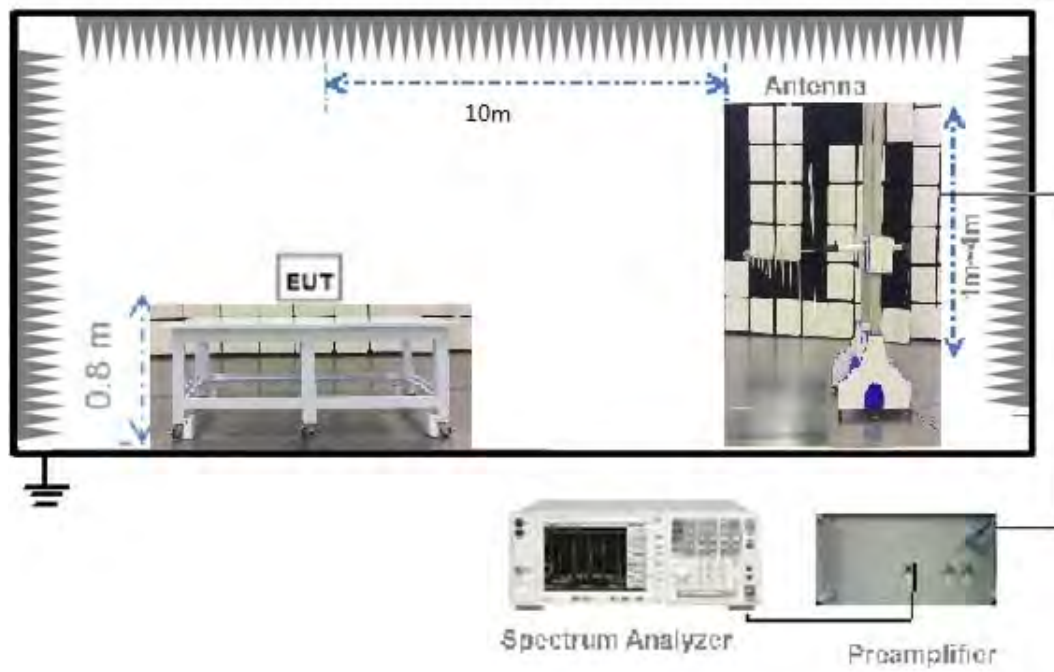 Antenna
10m
1m~4m
EUT
0.8 m
Spectrum Analyzer
Preamplifier